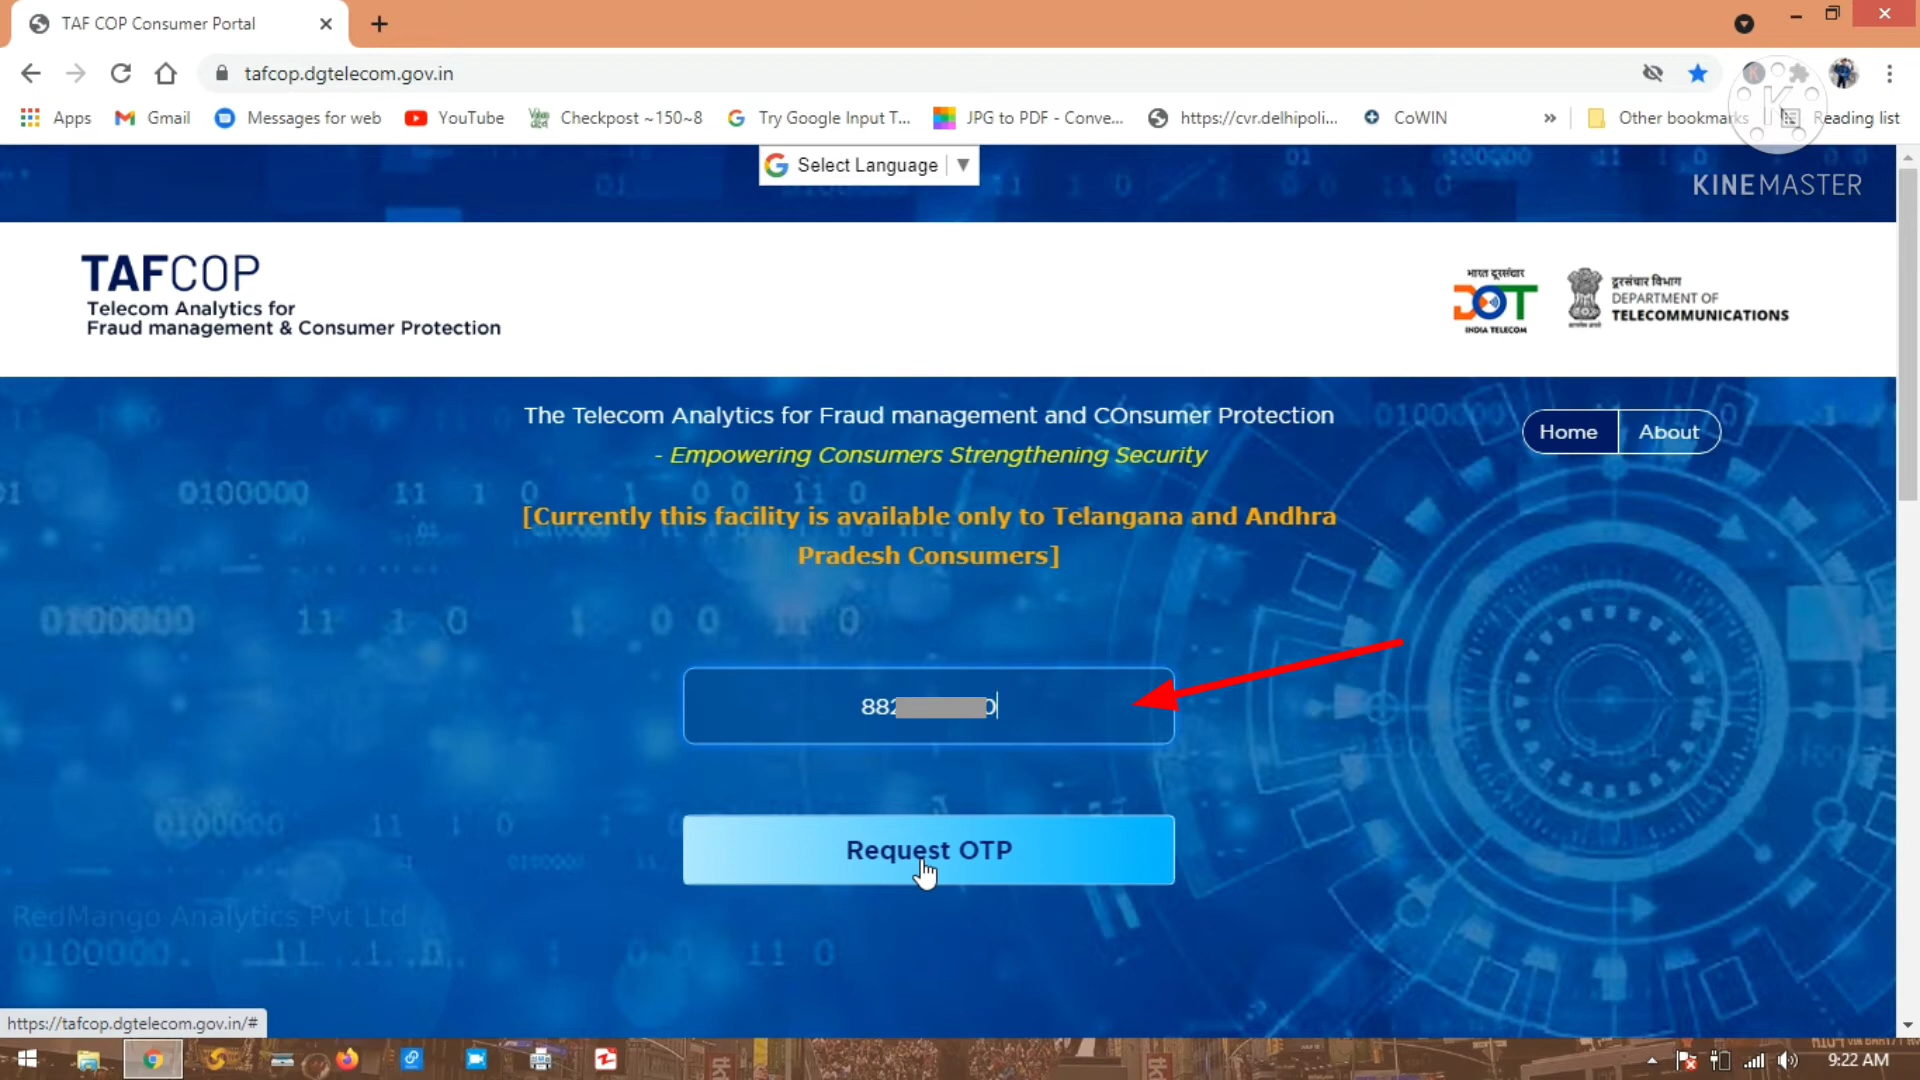 TAF COP Consumer Portal
tafcop.dgtelecom.gov.in
Apps
Gmail
Messages for web
YouTube
Checkpost ~150~8
Try Google Input T...
JPG to PDF - Conve...
https://cvr.delhipoli...
CoWIN
»
Other bookmarks
Reading list
Select Language
KINEMASTER
TAFCOP
Telecom Analytics for
Fraud management & Consumer Protection
भारत दूरसंचार
DOT
INDIA TELECOM
दूरसंचार विभाग
DEPARTMENT OF
TELECOMMUNICATIONS
The Telecom Analytics for Fraud management and COnsumer Protection
- Empowering Consumers Strengthening Security
Home
About
[Currently this facility is available only to Telangana and Andhra
Pradesh Consumers]
882 0
Request OTP
RedMango Analytics Pvt Ltd
https://tafcop.dgtelecom.gov.in/#
9:22 AM